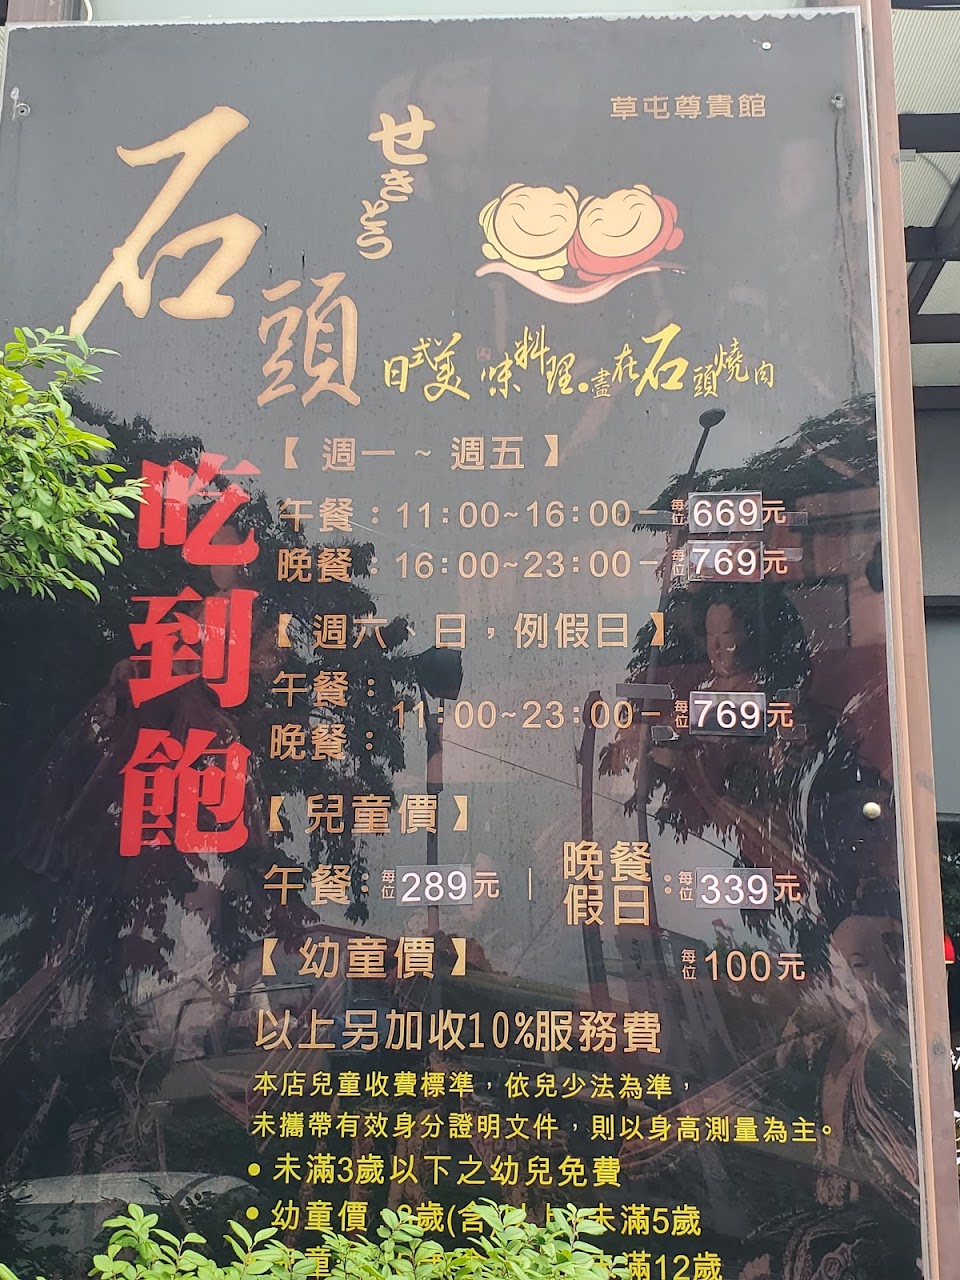 草屯尊貴館
石頭
せきとう
日式美味料理。盡在石頭燒肉
吃到飽
【 週一 ~ 週五 】
午餐：11:00~16:00－每位669元
晚餐：16:00~23:00－每位769元
【 週六、日，例假日 】
午餐：
晚餐：
11:00~23:00－每位769元
【 兒童價 】
午餐：每位289元 | 晚餐假日：每位339元
【 幼童價 】 每位100元
以上另加收10%服務費
本店兒童收費標準，依兒少法為準，
未攜帶有效身分證明文件，則以身高測量為主。
• 未滿3歲以下之幼兒免費
• 幼童價 3歲(含 以上 未滿5歲
童 未滿12歲